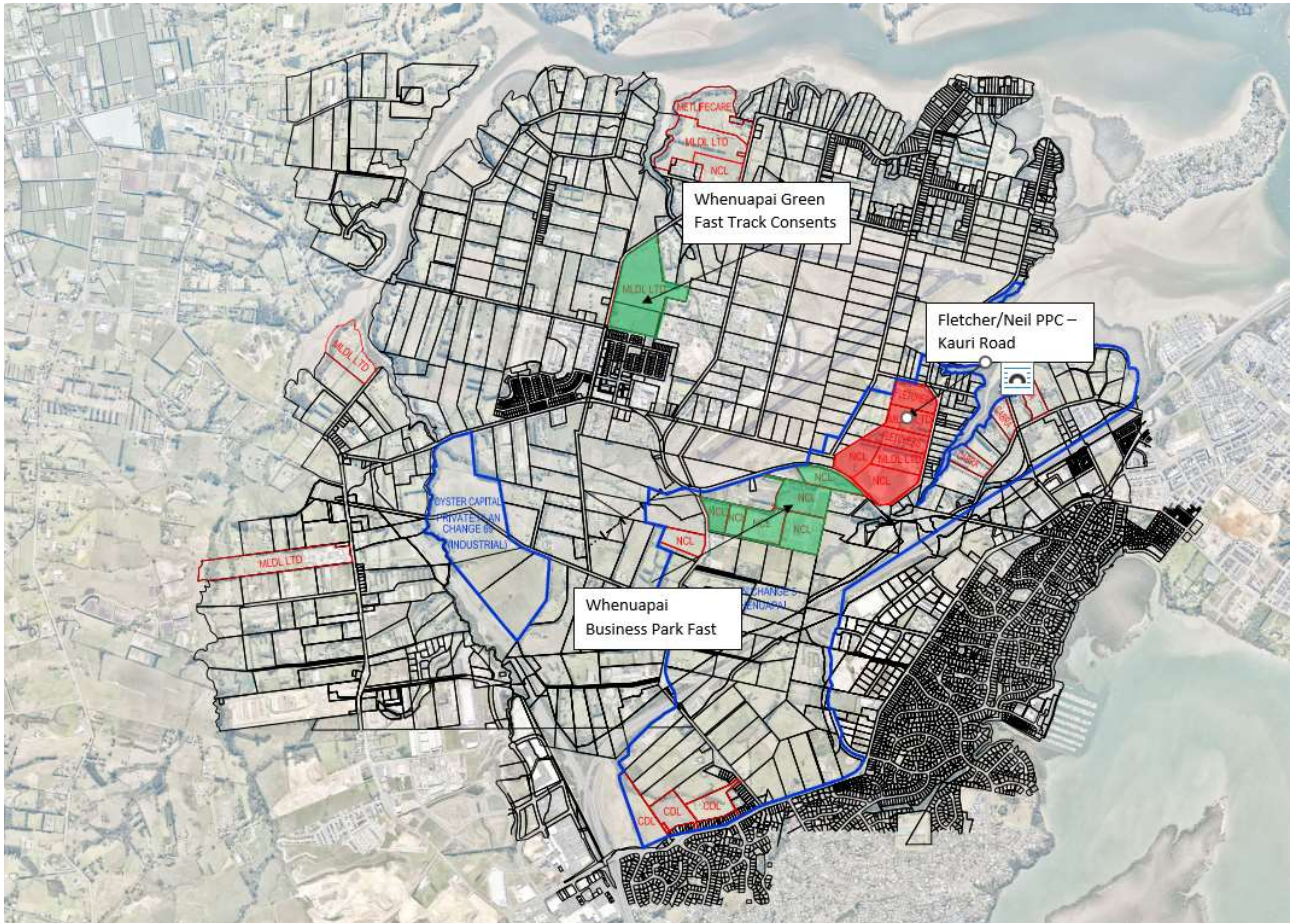 METLIFECARE
MLDL LTD
NCL
Whenuapai Green
Fast Track Consents
MLDL LTD
Fletcher/Neil PPC –
Kauri Road
MLDL LTD
CABRA
NCL
MLDL LTD
NCL
NCL
NCL
NCL
NCL
NCL
NCL
NCL
OYSTER CAPITAL
PRIVATE PLAN
CHANGE
(INDUSTRIAL)
MLDL LTD
Whenuapai
Business Park Fast
CDL
CDL
CDL